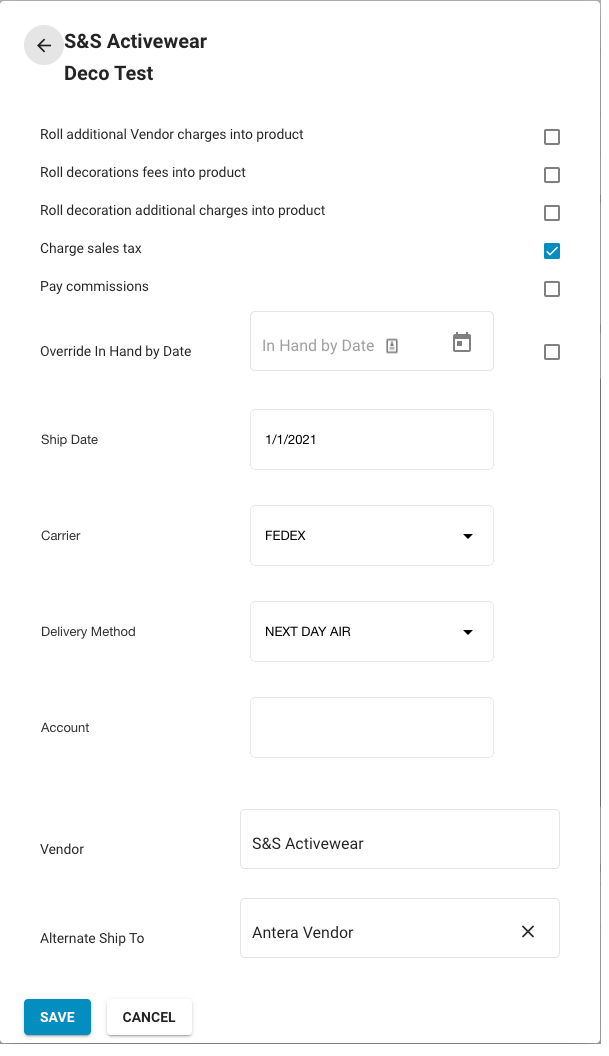 S&S Activewear
Deco Test
Roll additional Vendor charges into product
Roll decorations fees into product
Roll decoration additional charges into product
Charge sales tax
Pay commissions
Override In Hand by Date In Hand by Date
Ship Date 1/1/2021
Carrier FEDEX
Delivery Method NEXT DAY AIR
Account
Vendor S&S Activewear
Alternate Ship To Antera Vendor
SAVE CANCEL